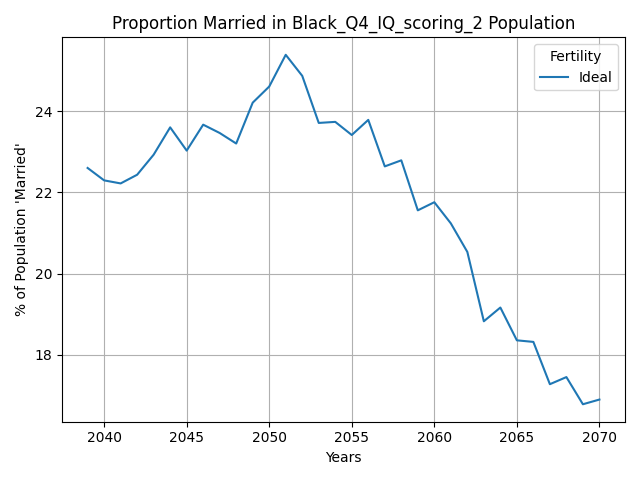 Proportion Married in Black_Q4_IQ_scoring_2 Population
Fertility
Ideal
% of Population 'Married'
24
22
20
18
2040 2045 2050 2055 2060 2065 2070
Years